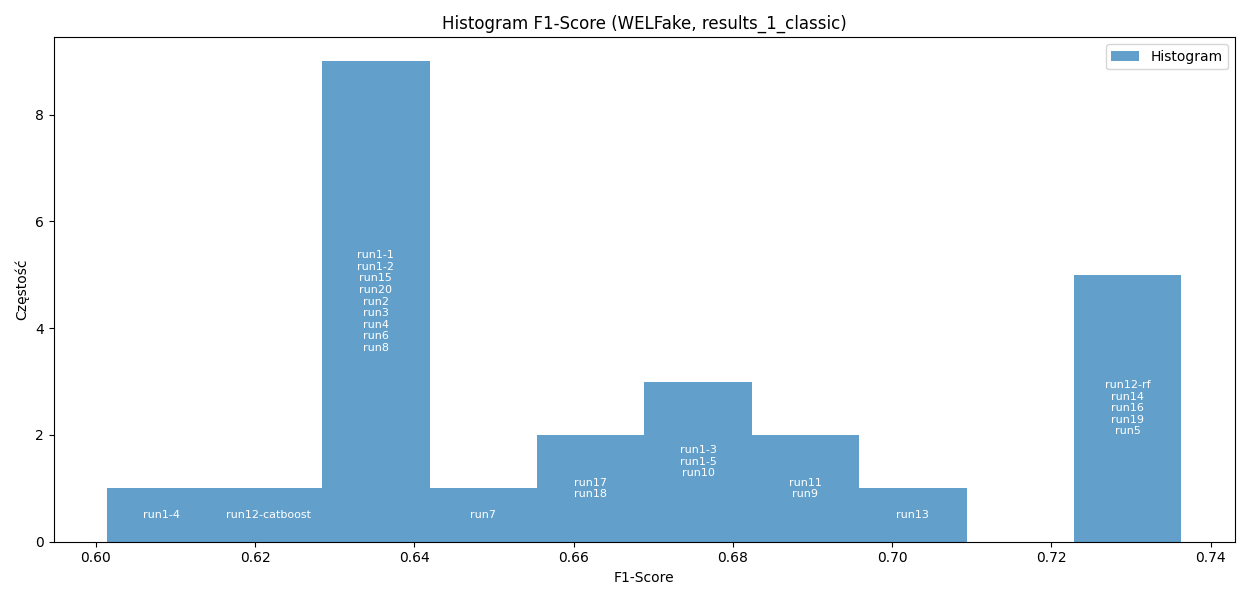 Histogram F1-Score (WELFake, results_1_classic)
Histogram
Częstość
8
6
4
2
0
run1-4
run12-catboost
run1-1
run1-2
run15
run20
run2
run3
run4
run6
run8
run7
run17
run18
run1-3
run1-5
run10
run11
run9
run13
run12-rf
run14
run16
run19
run5
0.60 0.62 0.64 0.66 0.68 0.70 0.72 0.74
F1-Score